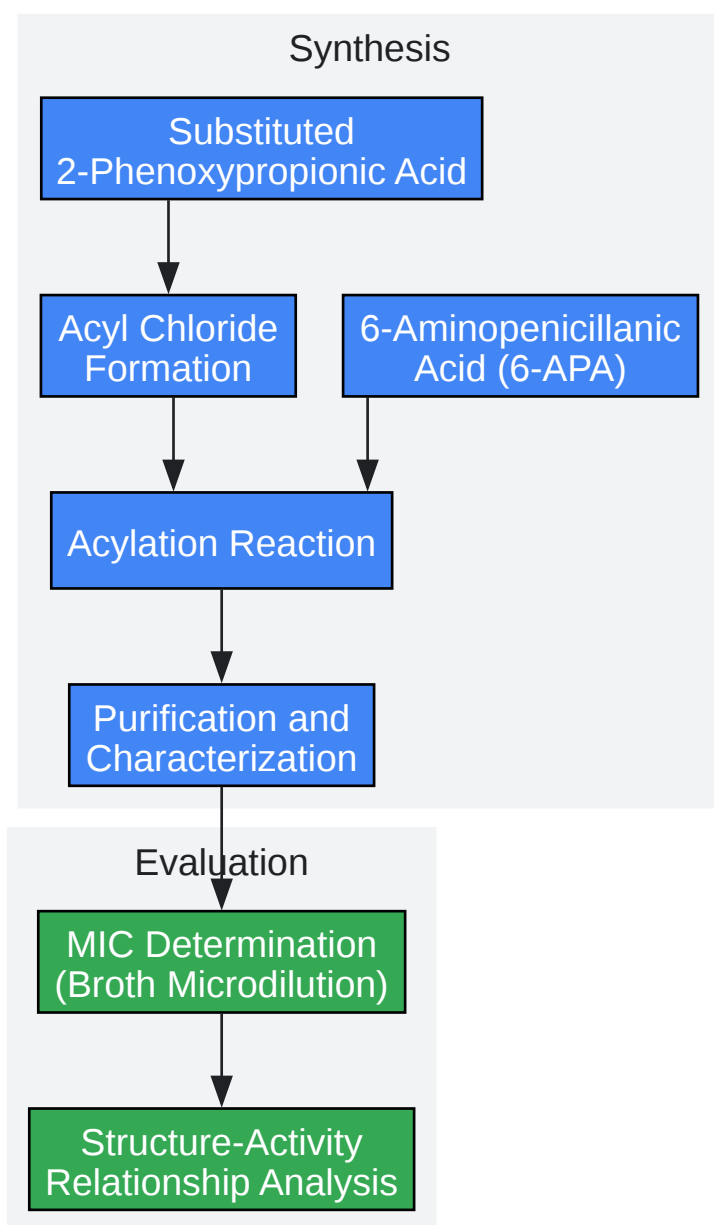 Synthesis
Substituted
2-Phenoxypropionic Acid
Acyl Chloride
Formation
6-Aminopenicillanic
Acid (6-APA)
Acylation Reaction
Purification and
Characterization
Evaluation
MIC Determination
(Broth Microdilution)
Structure-Activity
Relationship Analysis